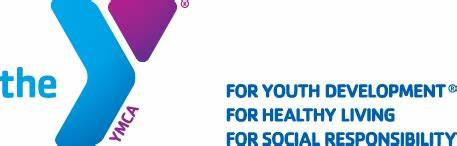 the
YMCA
®
FOR YOUTH DEVELOPMENT®
FOR HEALTHY LIVING
FOR SOCIAL RESPONSIBILITY